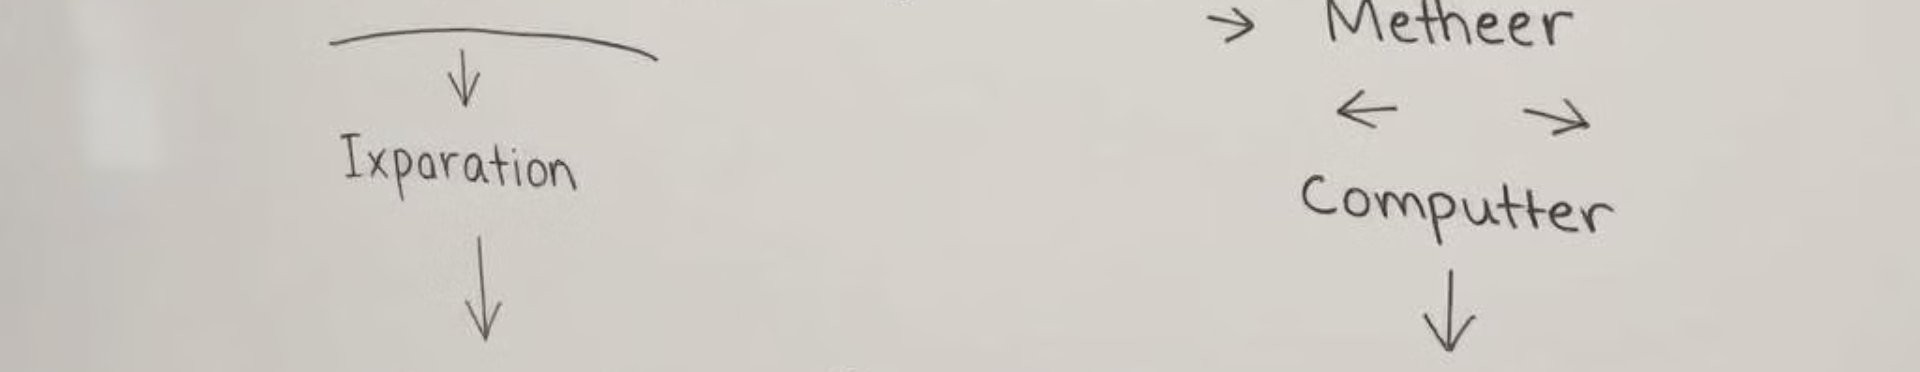 → Metheer
↓
← →
Ixparation
Computter
↓ ↓